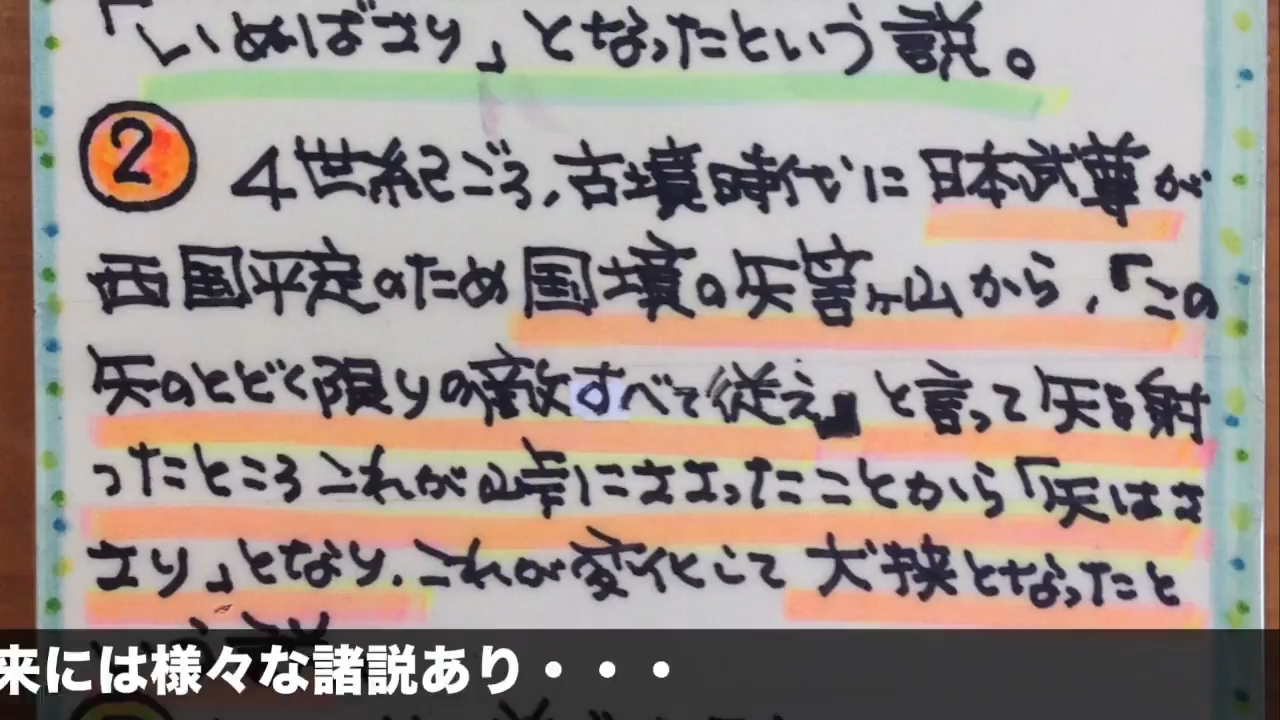 「いぬばさり」となったという説。
2 4世紀ごろ、古墳時代に日本武尊が
西国平定のため国境の矢筈ヶ山から、「この
矢のとどく限りの敵すべて従え」と言って矢を射
ったところこれが峠にささったことから「矢はさ
さり」となり、これが変化して犬挟となったと
いう説
来には様々な諸説あり・・・